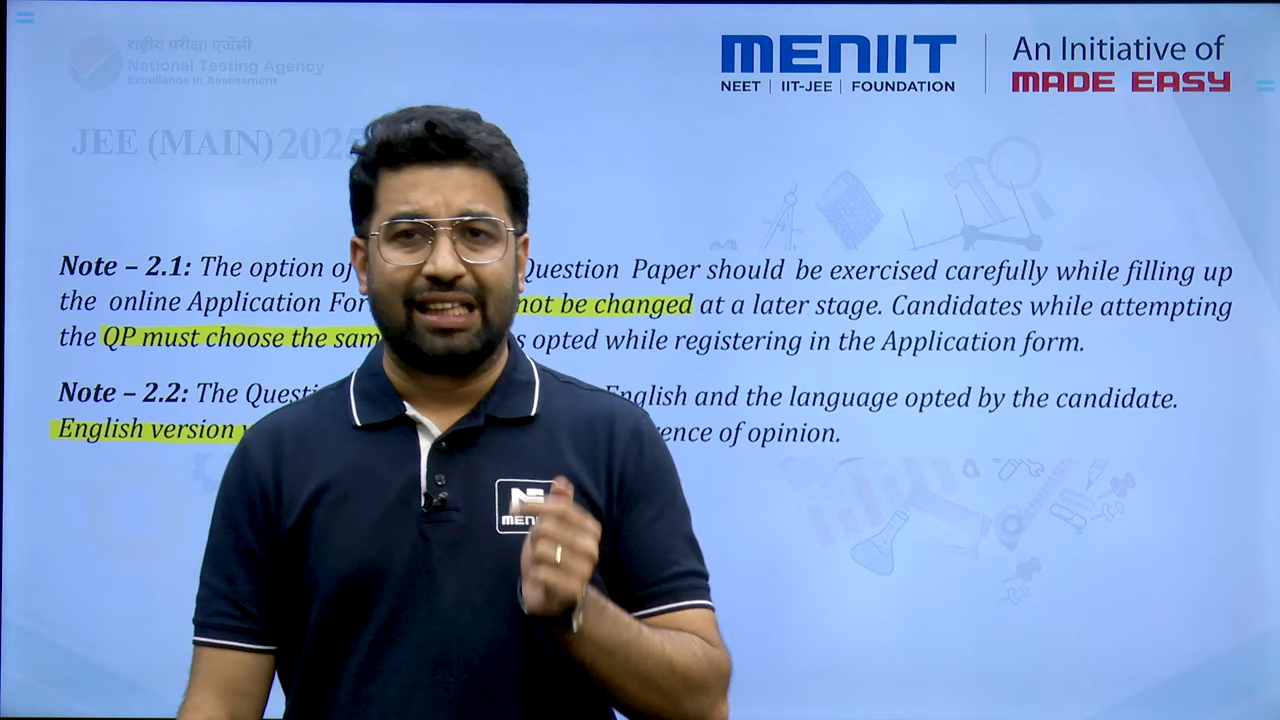 राष्ट्रीय परीक्षा एजेंसी
National Testing Agency
Excellence in Assessment
MENIIT
NEET | IIT-JEE | FOUNDATION
An Initiative of
MADE EASY
JEE (MAIN) 2025
Note – 2.1: The option of Question Paper should be exercised carefully while filling up
the online Application For not be changed at a later stage. Candidates while attempting
the QP must choose the sam s opted while registering in the Application form.
Note – 2.2: The Questi English and the language opted by the candidate.
English version rence of opinion.